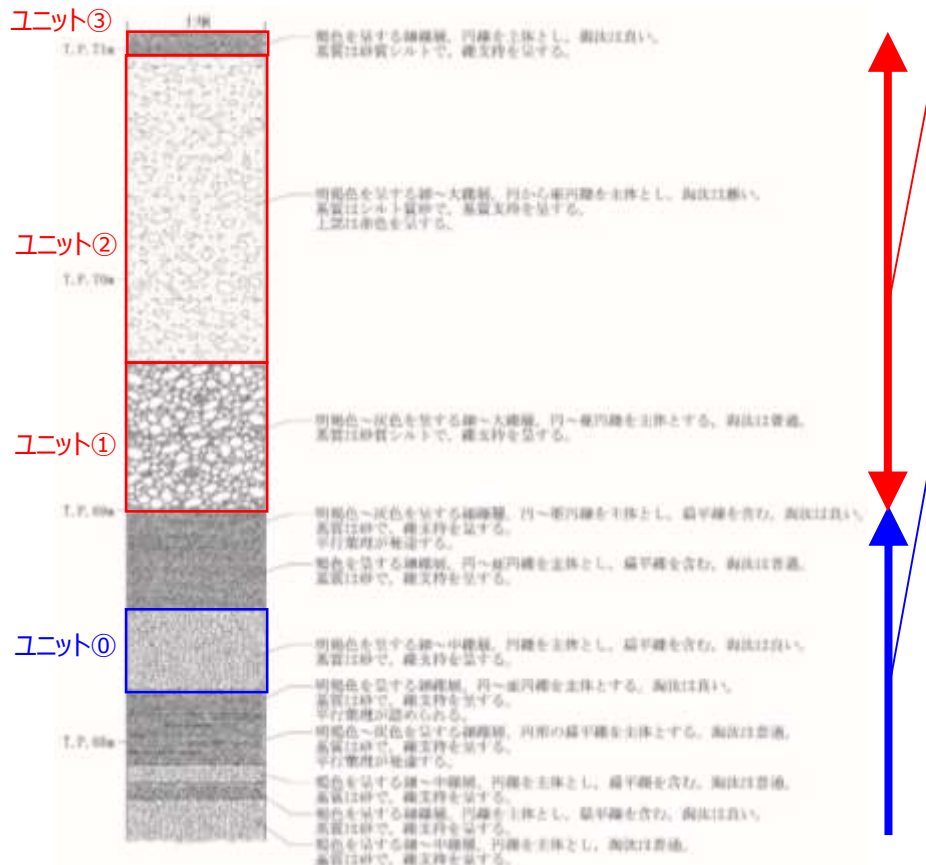 ユニット③
土壌
褐色を呈する細礫層。円礫を主体とし、淘汰は良い。
T.P.71m
基質は砂質シルトで、礫支持を呈する。
明褐色を呈する細～大礫層。円から亜円礫を主体とし、淘汰は悪い。
基質はシルト質砂で、基質支持を呈する。
上部は赤色を呈する。
ユニット②
T.P.70m
明褐色～灰色を呈する細～大礫層。円～亜円礫を主体とする。淘汰は普通。
基質は砂質シルトで、礫支持を呈する。
ユニット①
T.P.69m
明褐色～灰色を呈する細礫層。円～亜円礫を主体とし、扁平礫を含む。淘汰は良い。
基質は砂で、礫支持を呈する。
平行葉理が発達する。
褐色を呈する細礫層。円～亜円礫を主体とし、扁平礫を含む。淘汰は普通。
基質は砂で、礫支持を呈する。
ユニット⓪
明褐色を呈する細～中礫層。円礫を主体とし、扁平礫を含む。淘汰は良い。
基質は砂で、礫支持を呈する。
明褐色を呈する細礫層。円～亜円礫を主体とする。淘汰は良い。
基質は砂で、礫支持を呈する。
平行葉理が認められる。
明褐色～灰色を呈する細礫層。円形の扁平礫を主体とする。淘汰は普通。
T.P.68m
基質は砂で、礫支持を呈する。
平行葉理が発達する。
褐色を呈する細～中礫層。円礫を主体とし、扁平礫を含む。淘汰は普通。
基質は砂で、礫支持を呈する。
褐色を呈する細礫層。円礫を主体とし、扁平礫を含む。淘汰は良い。
基質は砂で、礫支持を呈する。
褐色を呈する細～中礫層。円礫を主体とし、淘汰は普通。
基質は砂で、礫支持を呈する。